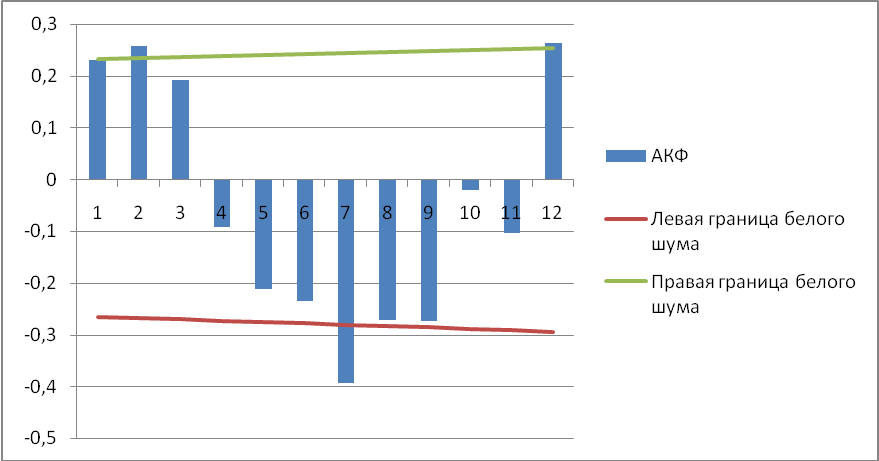 0,3
0,2
0,1
0
-0,1
-0,2
-0,3
-0,4
-0,5
1 2 3 4 5 6 7 8 9 10 11 12
АКФ
Левая граница белого
шума
Правая граница белого
шума